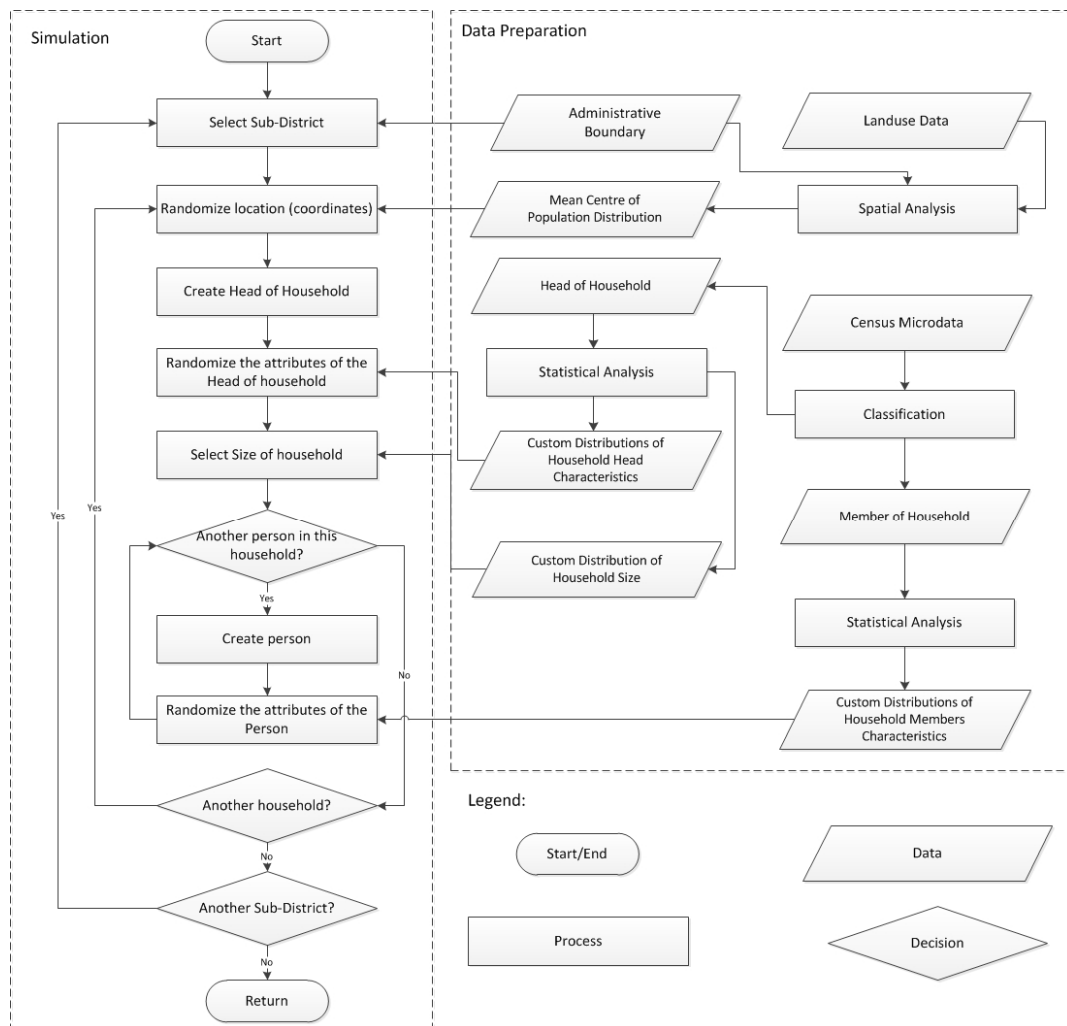 Simulation
Start
Select Sub-District
Randomize location (coordinates)
Create Head of Household
Randomize the attributes of the
Head of household
Select Size of household
Another person in this
household?
Yes
Create person
Randomize the attributes of the
Person
No
Yes
Yes
Another household?
No
Another Sub-District?
No
Return
Data Preparation
Administrative
Boundary
Landuse Data
Mean Centre of
Population Distribution
Spatial Analysis
Head of Household
Census Microdata
Statistical Analysis
Classification
Custom Distributions of
Household Head
Characteristics
Member of Household
Custom Distribution of
Household Size
Statistical Analysis
Custom Distributions of
Household Members
Characteristics
Legend:
Start/End
Data
Process
Decision